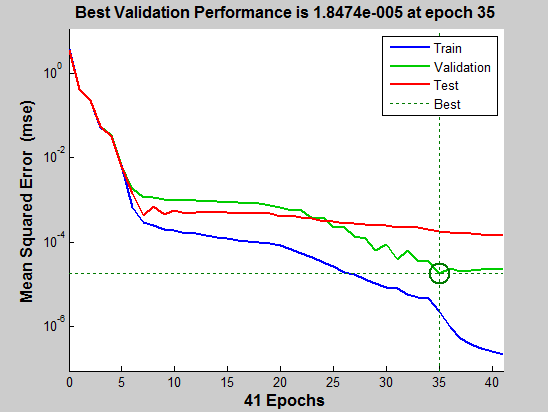 Best Validation Performance is 1.8474e-005 at epoch 35
Train
Validation
Test
Best
Mean Squared Error (mse)
10^0
10^-2
10^-4
10^-6
0 5 10 15 20 25 30 35 40
41 Epochs